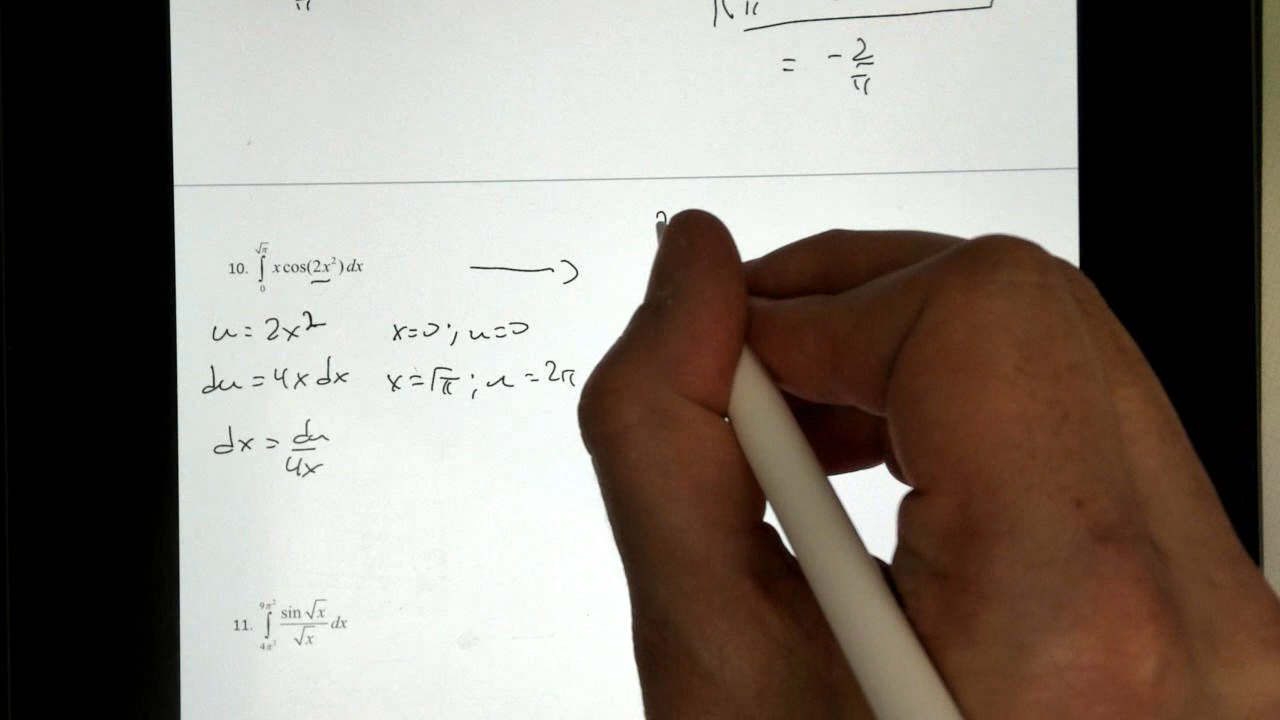 π
π
= - 2/π
10. ∫₀^√π x cos(2x²) dx
u = 2x² x=0; u=0
du = 4x dx x=√π; u = 2π
dx = du/4x
11. ∫_{4π²}^{9π²} sin √x / √x dx